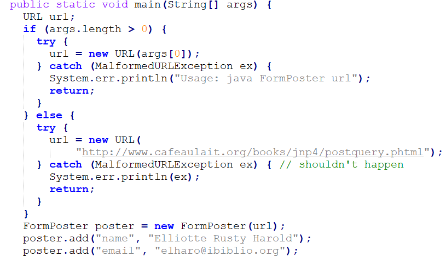 public static void main(String[] args) {
URL url;
if (args.length > 0) {
try {
url = new URL(args[0]);
} catch (MalformedURLException ex) {
System.err.println("Usage: java FormPoster url");
return;
}
} else {
try {
url = new URL(
"http://www.cafeaulait.org/books/jnp4/postquery.phtml");
} catch (MalformedURLException ex) { // shouldn't happen
System.err.println(ex);
return;
}
}
FormPoster poster = new FormPoster(url);
poster.add("name", "Elliotte Rusty Harold");
poster.add("email", "elharo@ibiblio.org");